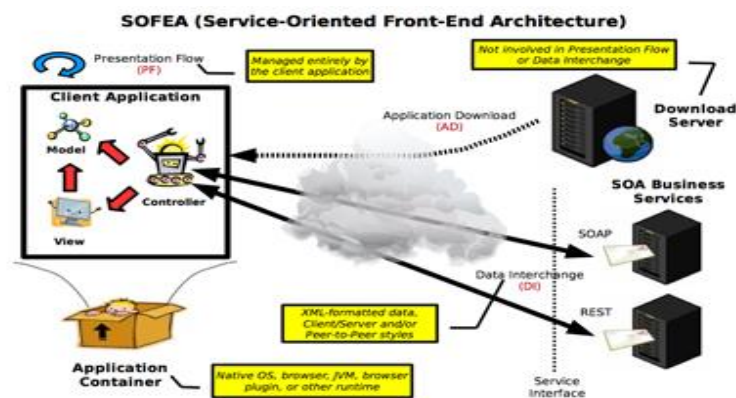 SOFEA (Service-Oriented Front-End Architecture)
Presentation Flow
(PF)
Managed entirely by
the client application
Not involved in Presentation Flow
or Data Interchange
Client Application
Model
View
Controller
Application Download
(AD)
Download
Server
SOA Business
Services
SOAP
Data Interchange
(DI)
REST
XML-formatted data,
Client/Server and/or
Peer-to-Peer styles
Application
Container
Native OS, browser, JVM, browser
plugin, or other runtime
Service
Interface